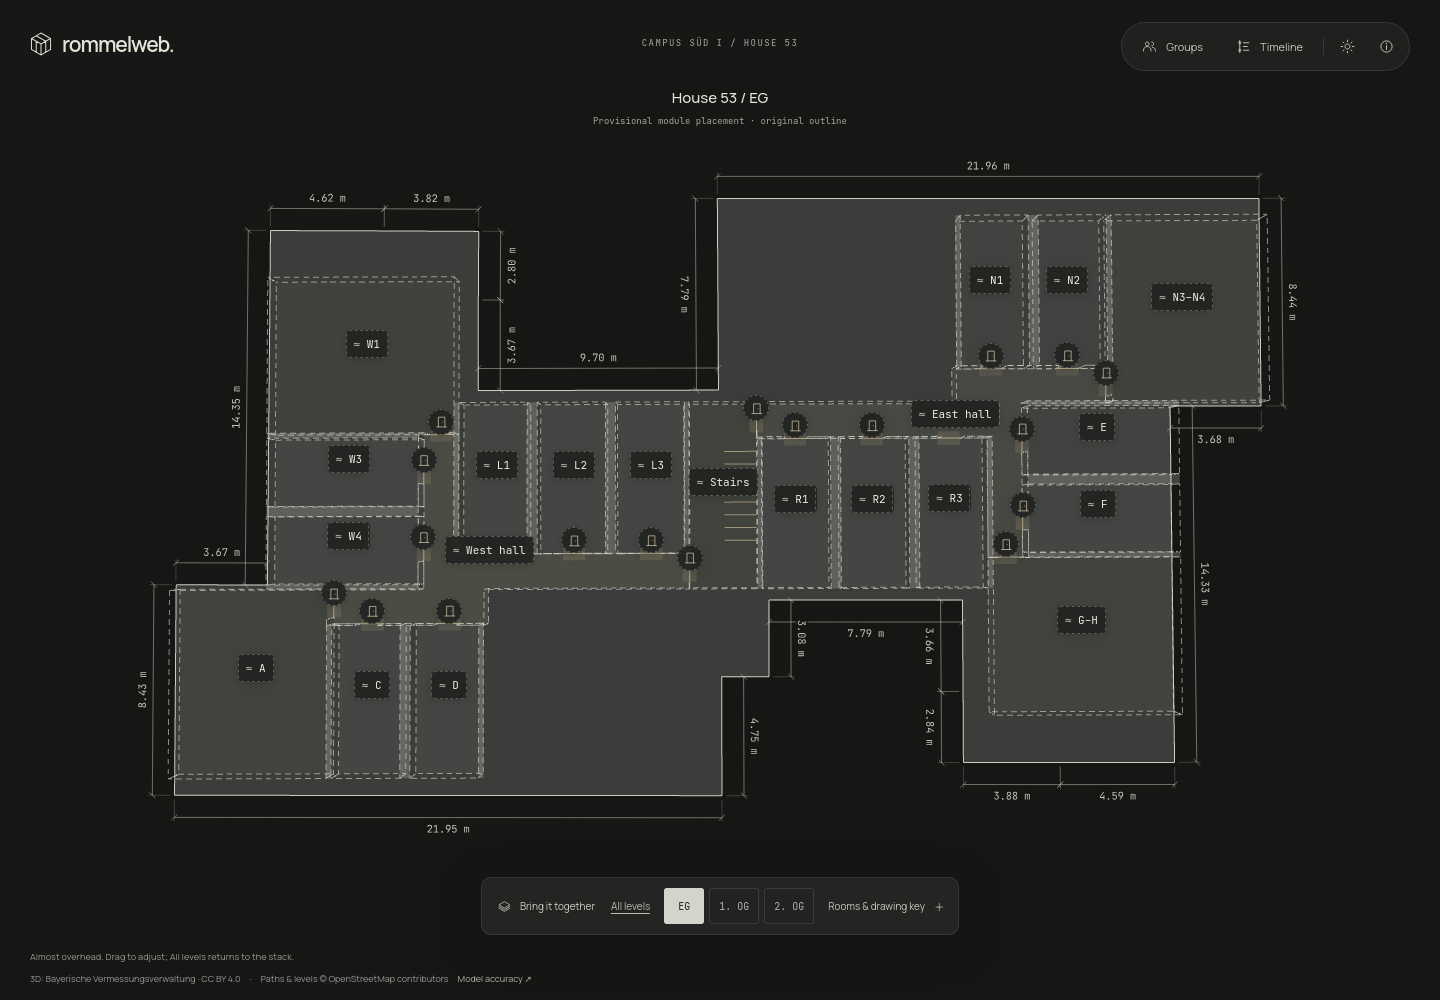 rommelweb.
CAMPUS SÜD I / HOUSE 53
Groups
Timeline
House 53 / EG
Provisional module placement · original outline
21.96 m
4.62 m
3.82 m
2.80 m
3.67 m
7.79 m
8.44 m
9.70 m
14.35 m
≈ N1
≈ N2
≈ N3–N4
≈ W1
≈ East hall
≈ E
3.68 m
≈ W3
≈ L1
≈ L2
≈ L3
≈ Stairs
≈ R1
≈ R2
≈ R3
≈ F
≈ W4
≈ West hall
3.67 m
14.33 m
≈ G–H
3.08 m
7.79 m
3.66 m
≈ A
≈ C
≈ D
8.43 m
4.75 m
2.84 m
3.88 m
4.59 m
21.95 m
Bring it together
All levels
EG
1. OG
2. OG
Rooms & drawing key +
Almost overhead. Drag to adjust; All levels returns to the stack.
3D: Bayerische Vermessungsverwaltung · CC BY 4.0 · Paths & levels © OpenStreetMap contributors Model accuracy ↗